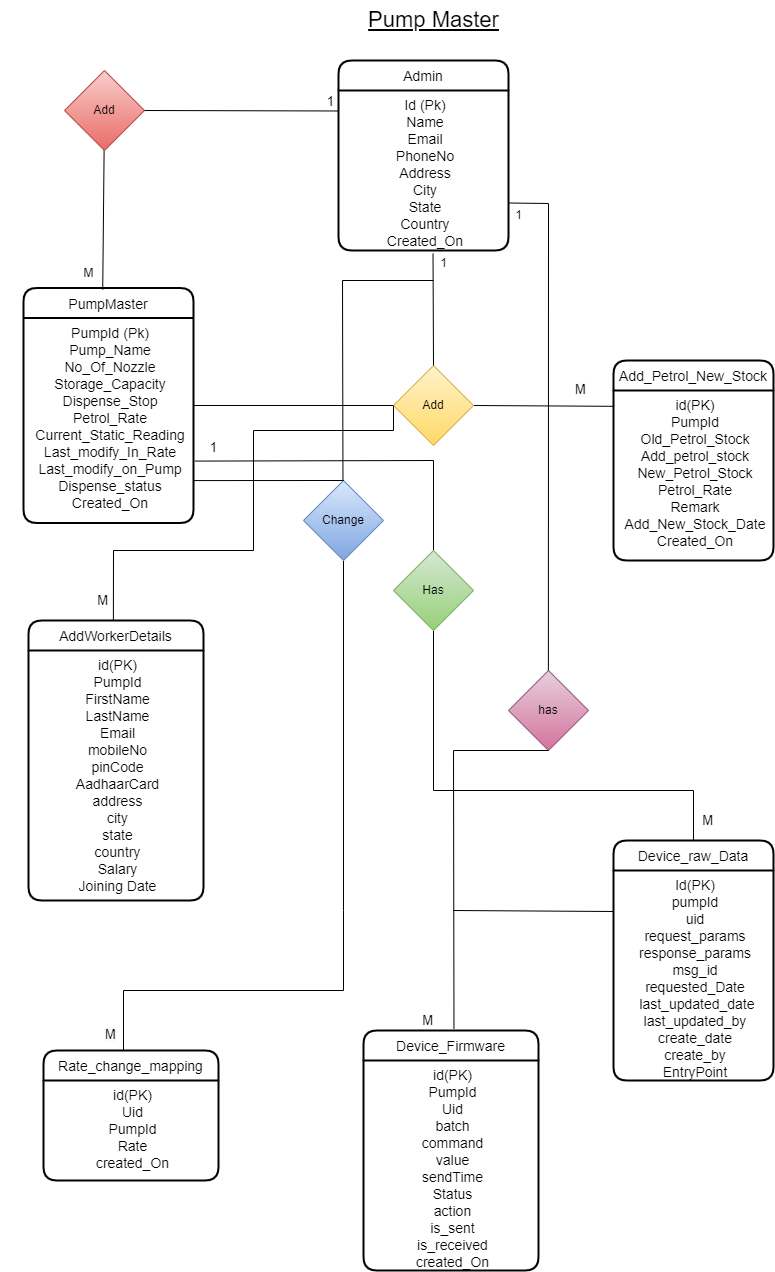 Pump Master
Admin
Id (Pk)
Name
Email
PhoneNo
Address
City
State
Country
Created_On
Add
1
M
1
1
PumpMaster
PumpId (Pk)
Pump_Name
No_Of_Nozzle
Storage_Capacity
Dispense_Stop
Petrol_Rate
Current_Static_Reading
Last_modify_In_Rate
Last_modify_on_Pump
Dispense_status
Created_On
1
Add
M
Add_Petrol_New_Stock
id(PK)
PumpId
Old_Petrol_Stock
Add_petrol_stock
New_Petrol_Stock
Petrol_Rate
Remark
Add_New_Stock_Date
Created_On
Change
Has
has
M
AddWorkerDetails
id(PK)
PumpId
FirstName
LastName
Email
mobileNo
pinCode
AadhaarCard
address
city
state
country
Salary
Joining Date
M
Device_raw_Data
Id(PK)
pumpId
uid
request_params
response_params
msg_id
requested_Date
last_updated_date
last_updated_by
create_date
create_by
EntryPoint
M
Rate_change_mapping
id(PK)
Uid
PumpId
Rate
created_On
M
Device_Firmware
id(PK)
PumpId
Uid
batch
command
value
sendTime
Status
action
is_sent
is_received
created_On